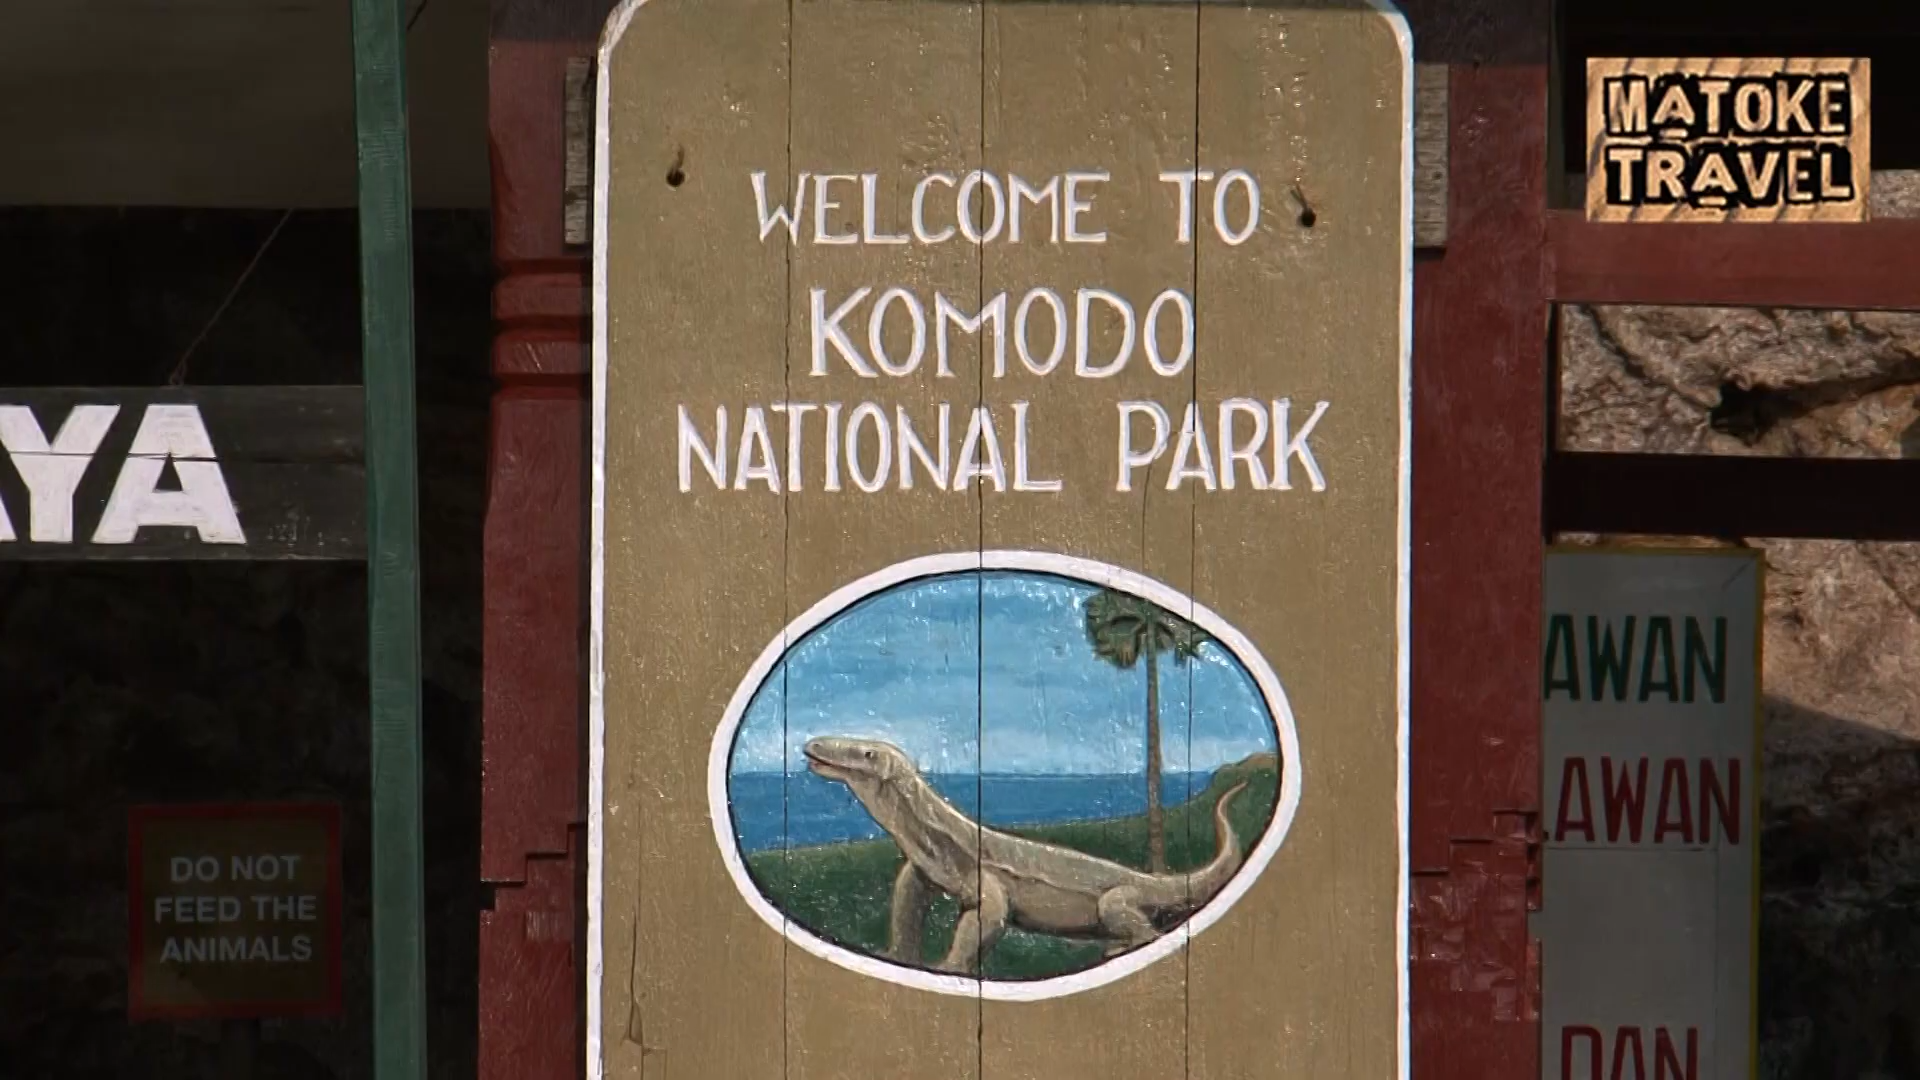 WELCOME TO
KOMODO
NATIONAL PARK
MATOKE
TRAVEL
YA
DO NOT
FEED THE
ANIMALS
AWAN
AWAN
DAN